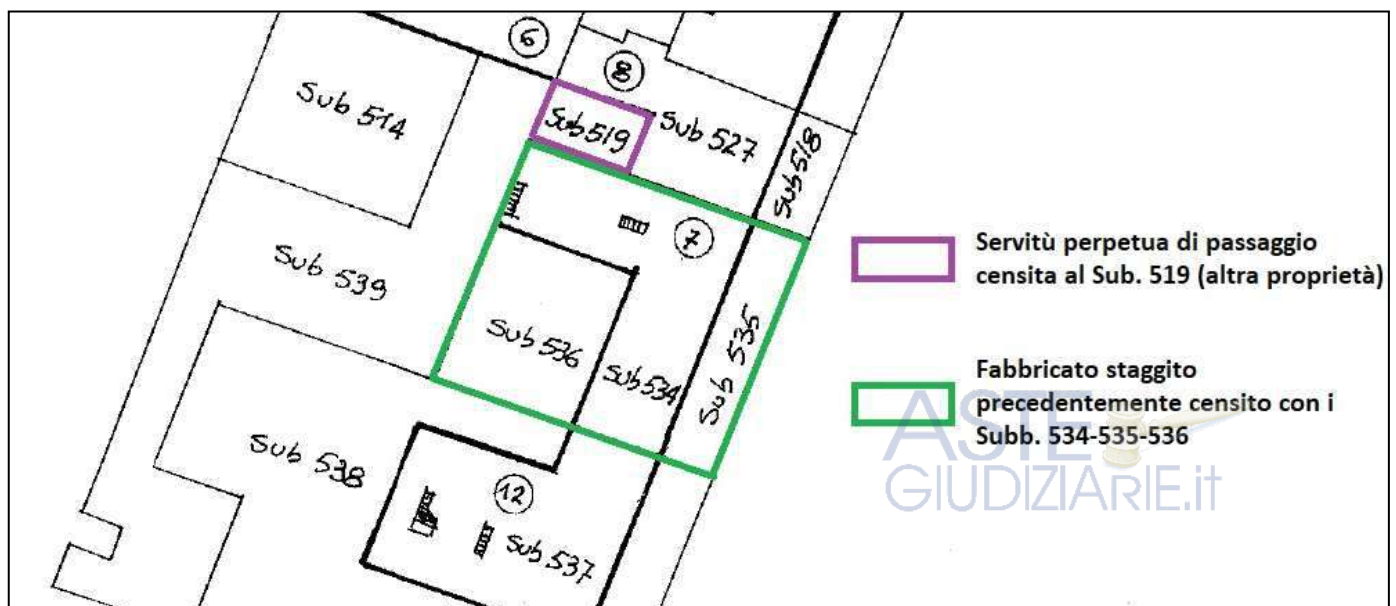 6
8
Sub 514
Sub 519
Sub 527
Sub 518
7
Sub 539
Sub 536
Sub 534
Sub 535
Sub 538
12
Sub 537
Servitù perpetua di passaggio
censita al Sub. 519 (altra proprietà)
Fabbricato staggito
precedentemente censito con i
Subb. 534-535-536
ASTE
GIUDIZIARIE.it